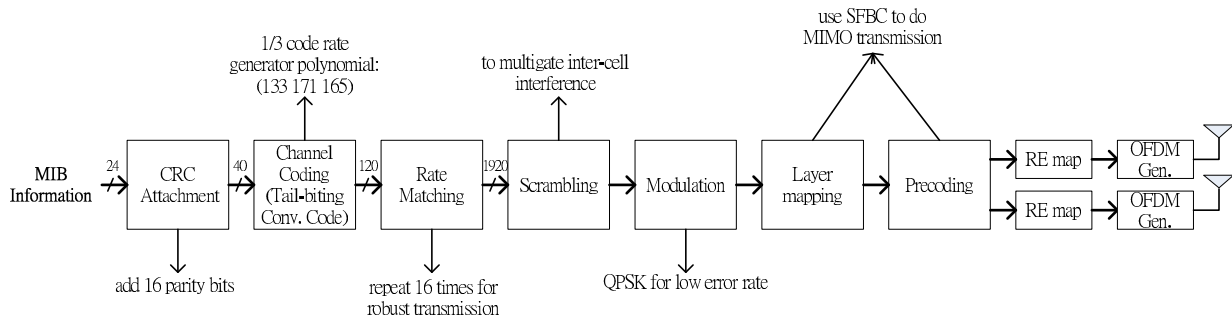 use SFBC to do
MIMO transmission
1/3 code rate
generator polynomial:
(133 171 165)
to multigate inter-cell
interference
MIB
Information
24
CRC
Attachment
40
Channel
Coding
(Tail-biting
Conv. Code)
120
Rate
Matching
1920
Scrambling
Modulation
Layer
mapping
Precoding
RE map
OFDM
Gen.
RE map
OFDM
Gen.
add 16 parity bits
repeat 16 times for
robust transmission
QPSK for low error rate